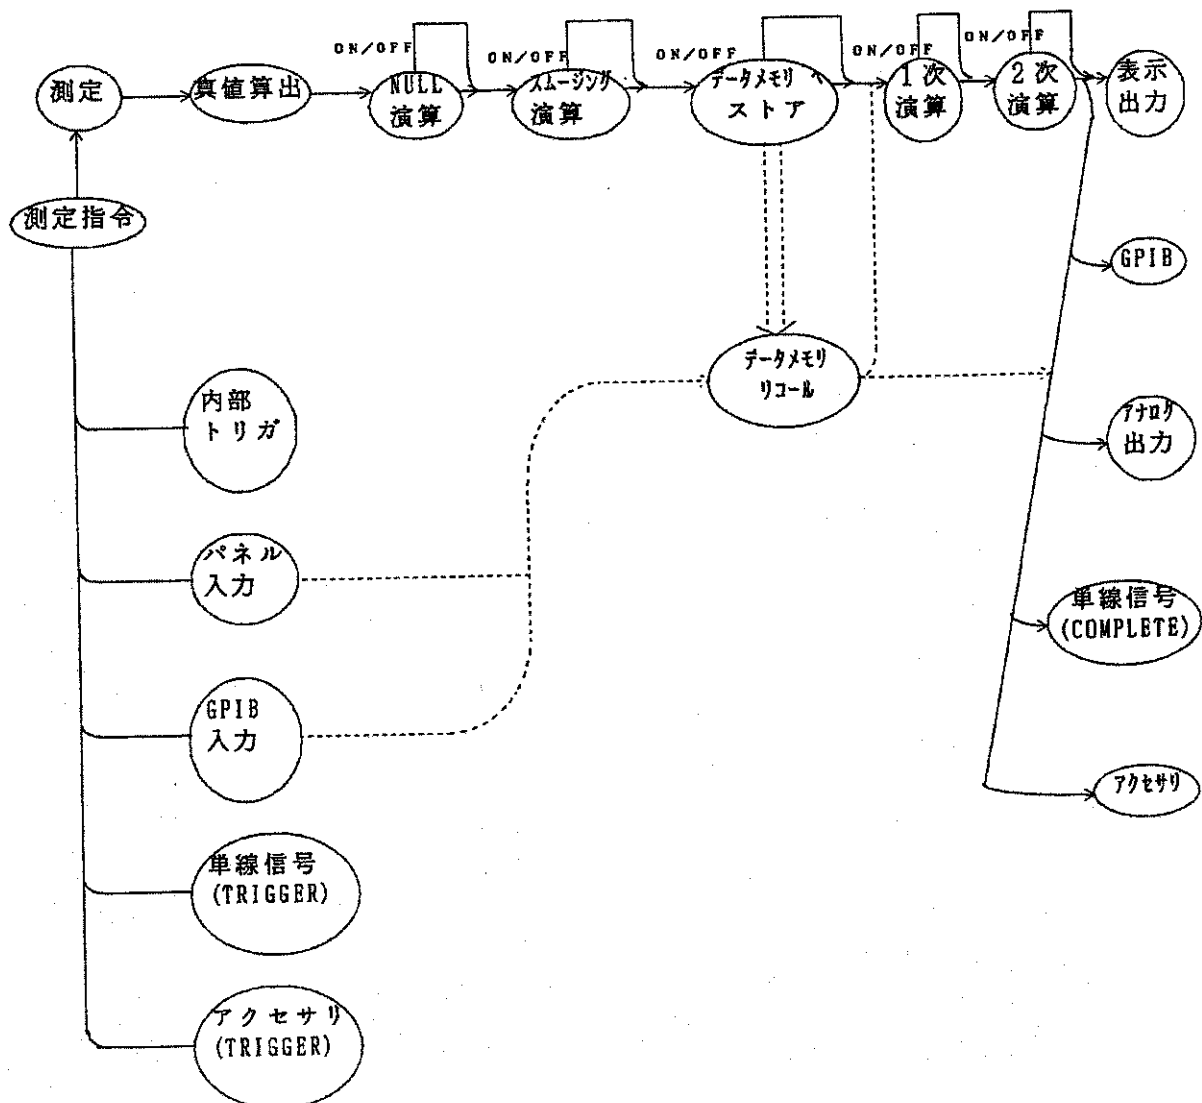 ON/OFF
ON/OFF
ON/OFF
ON/OFF
ON/OFF
測定
真値算出
NULL
演算
スムージング
演算
データメモリへ
ストア
1次
演算
2次
演算
表示
出力
測定指令
GPIB
データメモリ
リコール
内部
トリガ
アナログ
出力
パネル
入力
単線信号
(COMPLETE)
GPIB
入力
アクセサリ
単線信号
(TRIGGER)
アクセサリ
(TRIGGER)